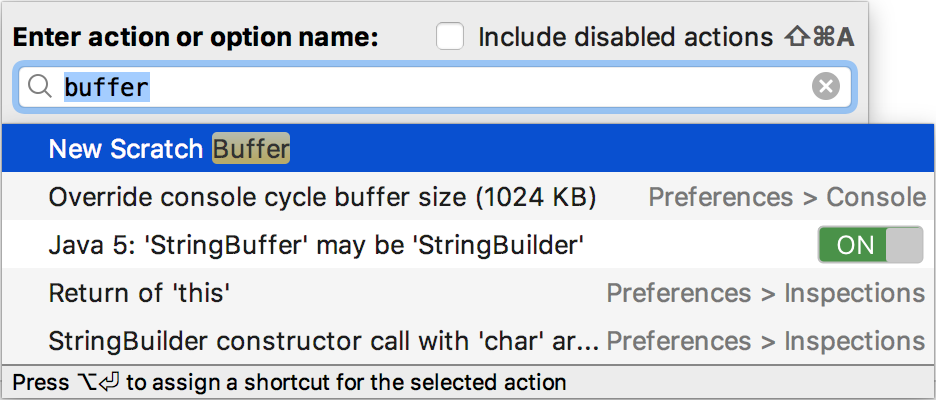 Enter action or option name: Include disabled actions ⇧⌘A
buffer
New Scratch Buffer
Override console cycle buffer size (1024 KB) Preferences > Console
Java 5: 'StringBuffer' may be 'StringBuilder' ON
Return of 'this' Preferences > Inspections
StringBuilder constructor call with 'char' ar... Preferences > Inspections
Press ⌥⏎ to assign a shortcut for the selected action